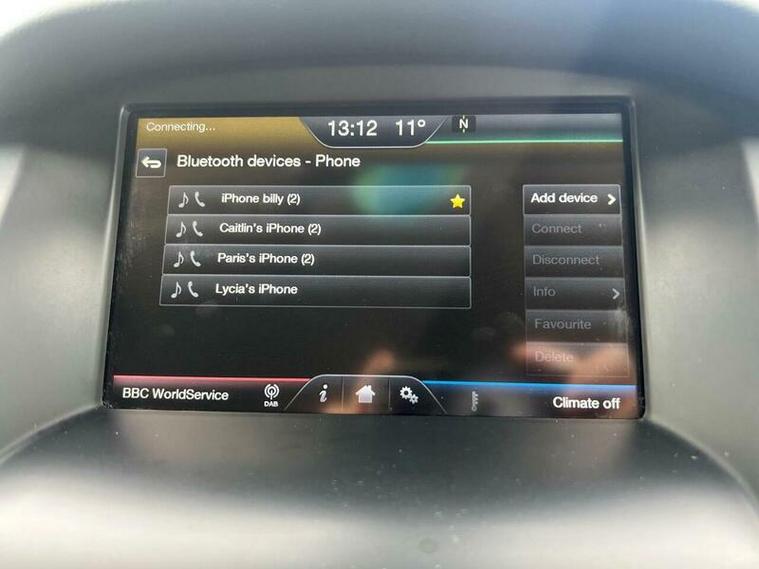 Connecting...
13:12 11° N
Bluetooth devices - Phone
iPhone billy (2)
Caitlin's iPhone (2)
Paris's iPhone (2)
Lycia's iPhone
Add device
Connect
Disconnect
Info
Favourite
Delete
BBC WorldService
DAB
i
Climate off